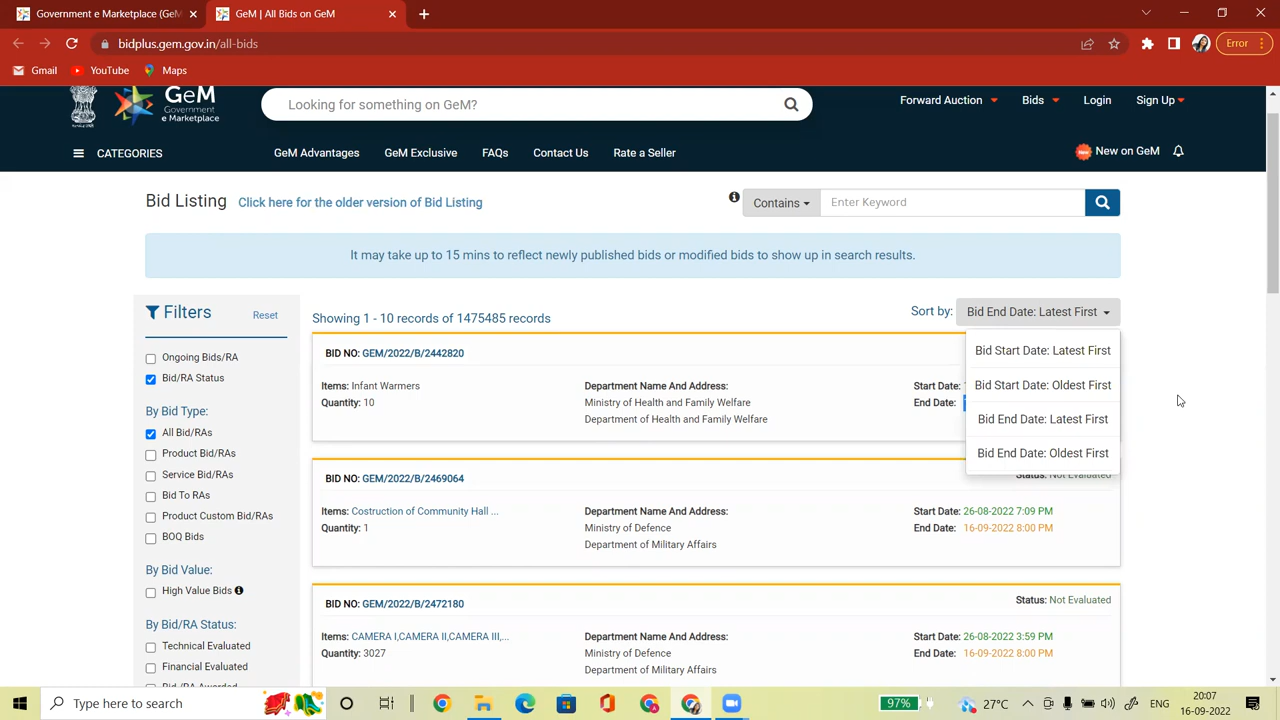 Government e Marketplace (GeM
GeM | All Bids on GeM
bidplus.gem.gov.in/all-bids
Error
Gmail
YouTube
Maps
GeM
Government
e Marketplace
Looking for something on GeM?
Forward Auction
Bids
Login
Sign Up
CATEGORIES
GeM Advantages
GeM Exclusive
FAQs
Contact Us
Rate a Seller
New on GeM
Bid Listing
Click here for the older version of Bid Listing
Contains
Enter Keyword
It may take up to 15 mins to reflect newly published bids or modified bids to show up in search results.
Filters
Reset
Ongoing Bids/RA
Bid/RA Status
By Bid Type:
All Bid/RAs
Product Bid/RAs
Service Bid/RAs
Bid To RAs
Product Custom Bid/RAs
BOQ Bids
By Bid Value:
High Value Bids
By Bid/RA Status:
Technical Evaluated
Financial Evaluated
Showing 1 - 10 records of 1475485 records
Sort by:
Bid End Date: Latest First
Bid Start Date: Latest First
Bid Start Date: Oldest First
Bid End Date: Latest First
Bid End Date: Oldest First
BID NO: GEM/2022/B/2442820
Items: Infant Warmers
Quantity: 10
Department Name And Address:
Ministry of Health and Family Welfare
Department of Health and Family Welfare
Start Date:
End Date:
BID NO: GEM/2022/B/2469064
Status: Not Evaluated
Items: Costruction of Community Hall ...
Quantity: 1
Department Name And Address:
Ministry of Defence
Department of Military Affairs
Start Date: 26-08-2022 7:09 PM
End Date: 16-09-2022 8:00 PM
BID NO: GEM/2022/B/2472180
Status: Not Evaluated
Items: CAMERA I,CAMERA II,CAMERA III,...
Quantity: 3027
Department Name And Address:
Ministry of Defence
Department of Military Affairs
Start Date: 26-08-2022 3:59 PM
End Date: 16-09-2022 8:00 PM
Type here to search
97%
27°C
ENG
20:07
16-09-2022